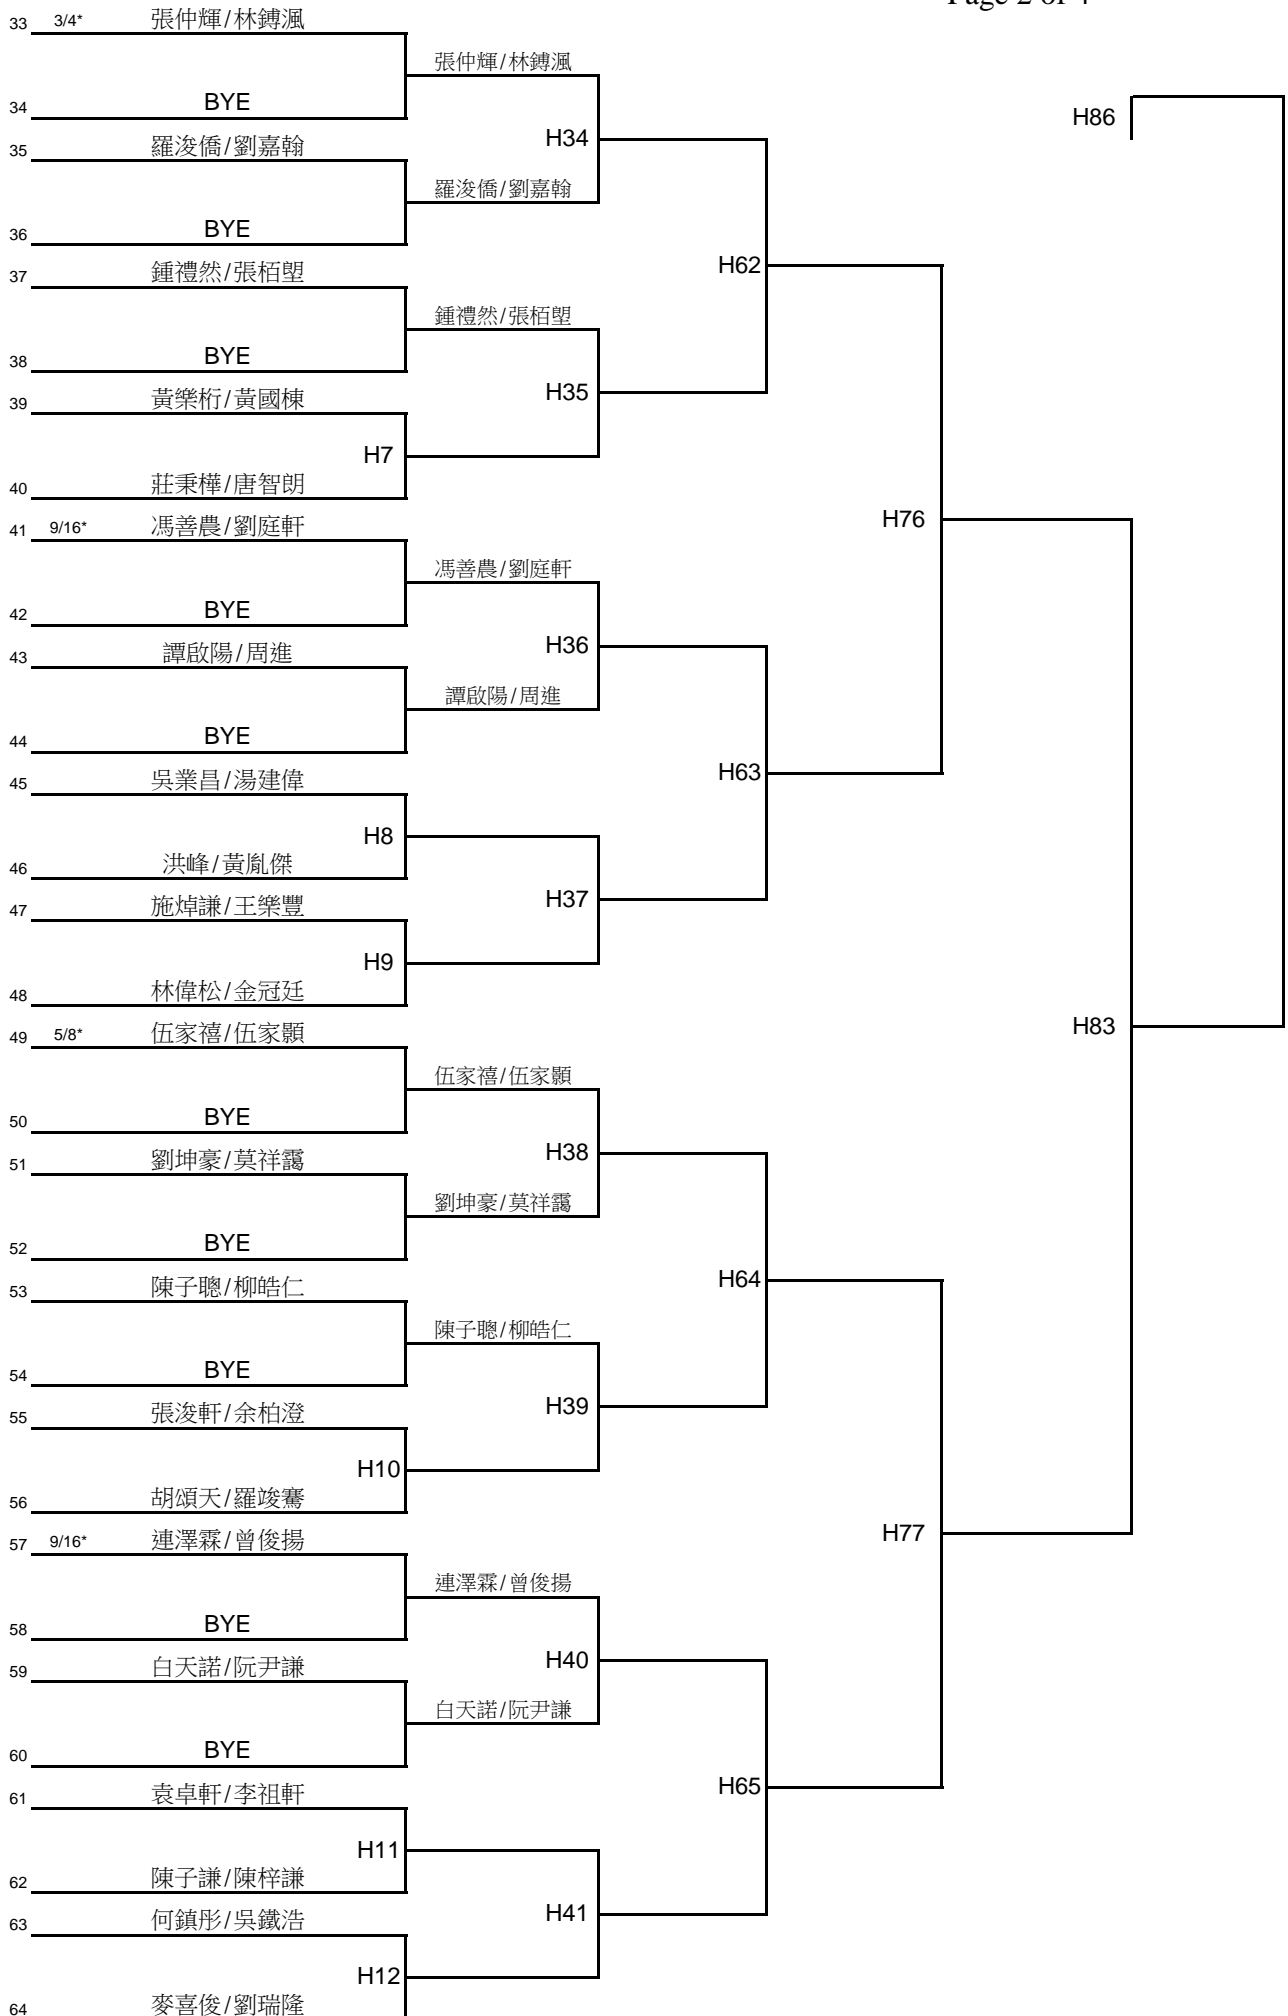 Page 2 of 4
33 3/4* 張仲輝/林鎛渢
張仲輝/林鎛渢
34 BYE
H86
H34
35 羅浚僑/劉嘉翰
羅浚僑/劉嘉翰
36 BYE
H62
37 鍾禮然/張栢塱
鍾禮然/張栢塱
38 BYE
H35
39 黃樂桁/黃國棟
H7
40 莊秉樺/唐智朗
H76
41 9/16* 馮善農/劉庭軒
馮善農/劉庭軒
42 BYE
H36
43 譚啟陽/周進
譚啟陽/周進
44 BYE
H63
45 吳業昌/湯建偉
H8
46 洪峰/黃胤傑
H37
47 施焯謙/王樂豐
H9
48 林偉松/金冠廷
49 5/8* 伍家禧/伍家顥
H83
伍家禧/伍家顥
50 BYE
H38
51 劉坤豪/莫祥靄
劉坤豪/莫祥靄
52 BYE
H64
53 陳子聰/柳皓仁
陳子聰/柳皓仁
54 BYE
H39
55 張浚軒/余柏澄
H10
56 胡頌天/羅竣騫
H77
57 9/16* 連澤霖/曾俊揚
連澤霖/曾俊揚
58 BYE
H40
59 白天諾/阮尹謙
白天諾/阮尹謙
60 BYE
H65
61 袁卓軒/李祖軒
H11
62 陳子謙/陳梓謙
H41
63 何鎮彤/吳鐵浩
H12
64 麥喜俊/劉瑞隆